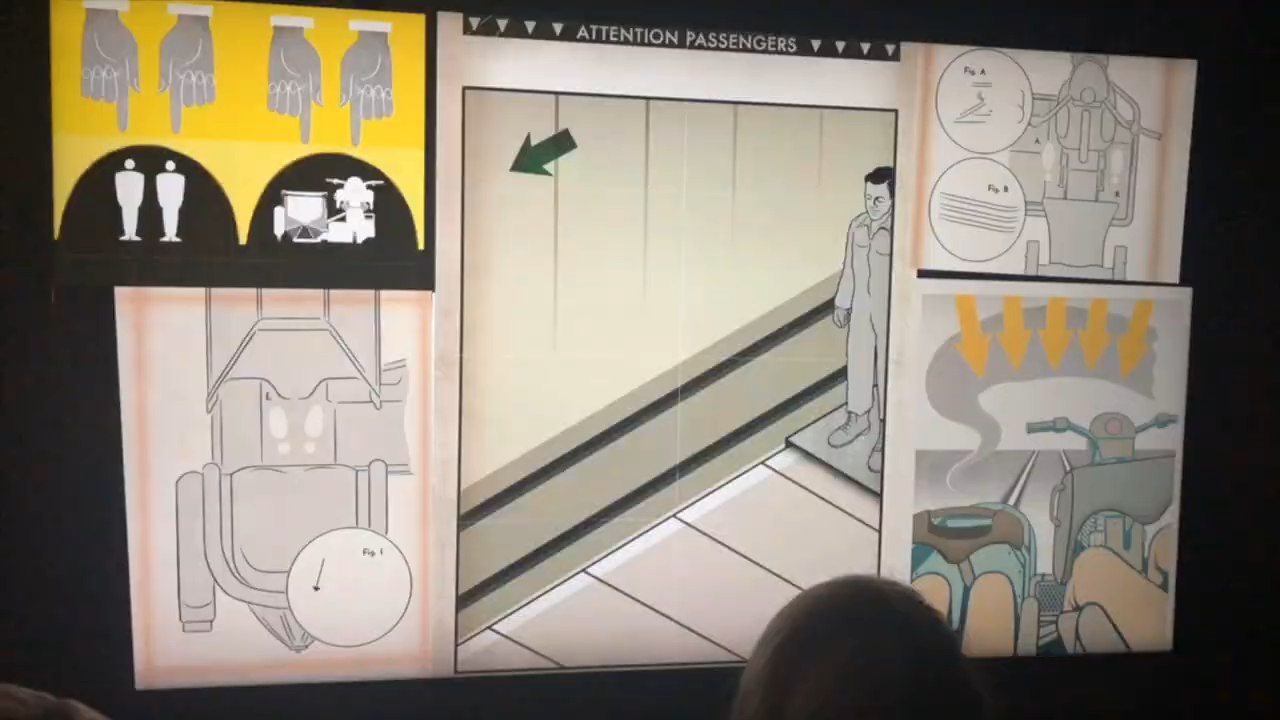 ATTENTION PASSENGERS
Fig. A
A
Fig. B
B
Fig. 1